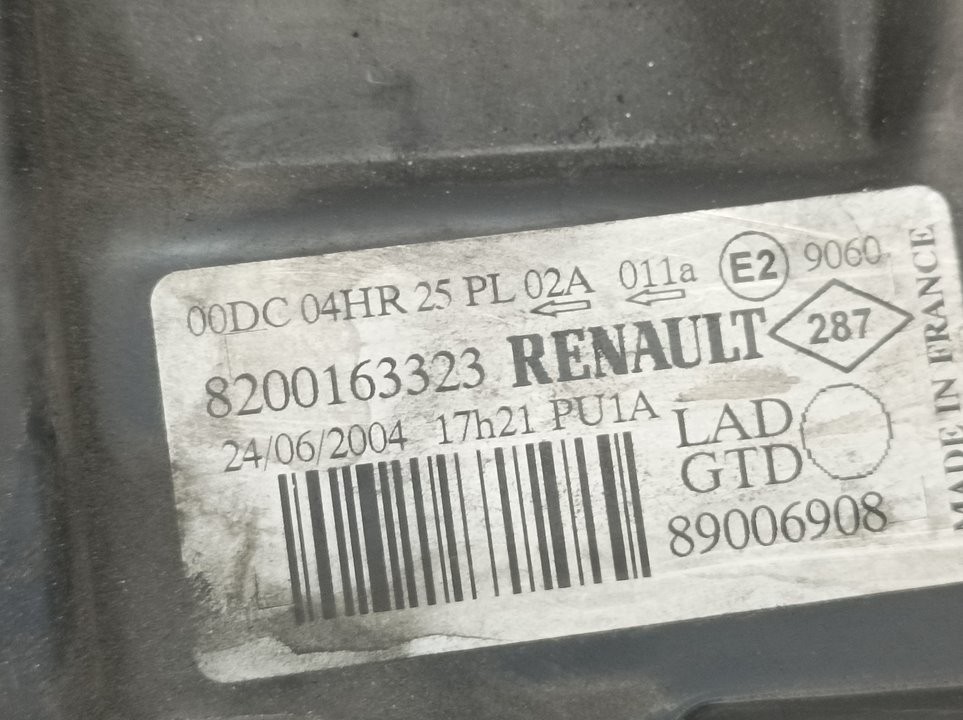 00DC 04HR 25 PL 02A 011a E2 9060
8200163323 RENAULT 287
24/06/2004 17h21 PU1A LAD
GTD
89006908
MADE IN FRANCE